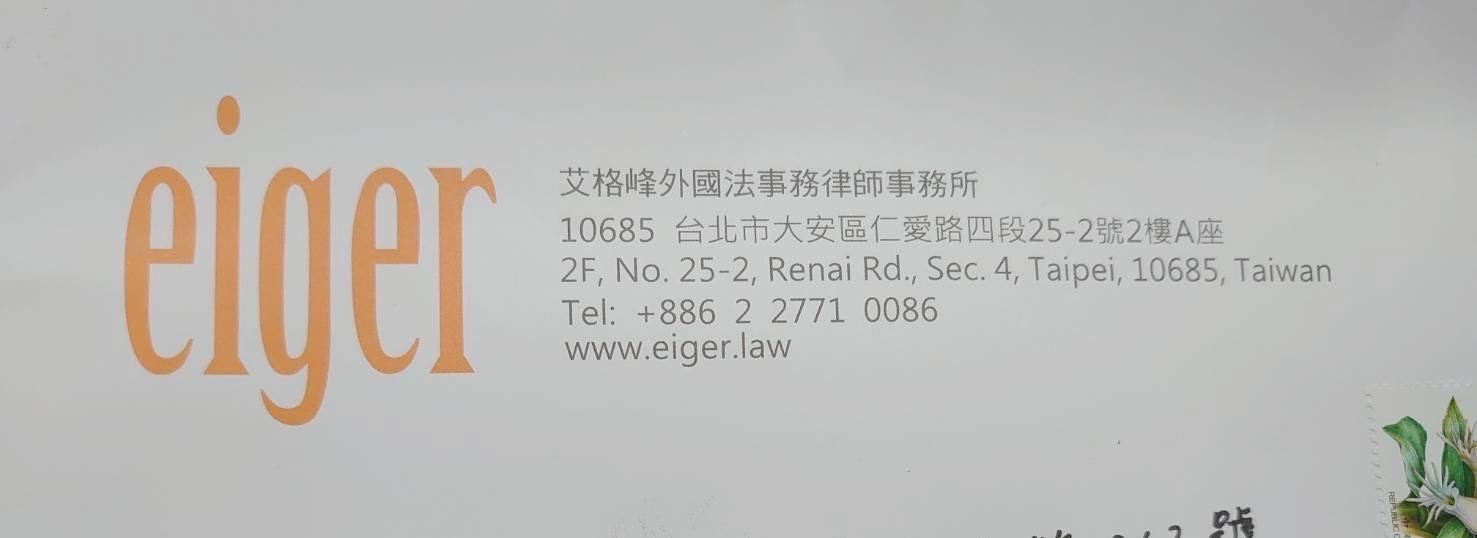 eiger
艾格峰外國法事務律師事務所
10685 台北市大安區仁愛路四段25-2號2樓A座
2F, No. 25-2, Renai Rd., Sec. 4, Taipei, 10685, Taiwan
Tel: +886 2 2771 0086
www.eiger.law
號